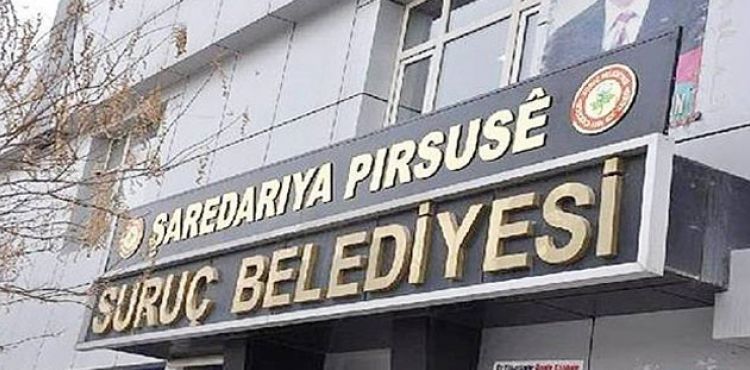 ŞAREDARIYA PIRSUSÊ
SURUÇ BELEDİYESİ